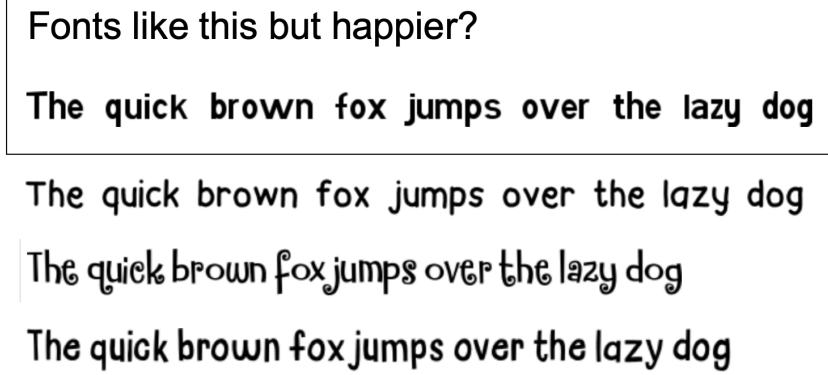 Fonts like this but happier?
The quick brown fox jumps over the lazy dog
The quick brown fox jumps over the lazy dog
The quick brown fox jumps over the lazy dog
The quick brown fox jumps over the lazy dog